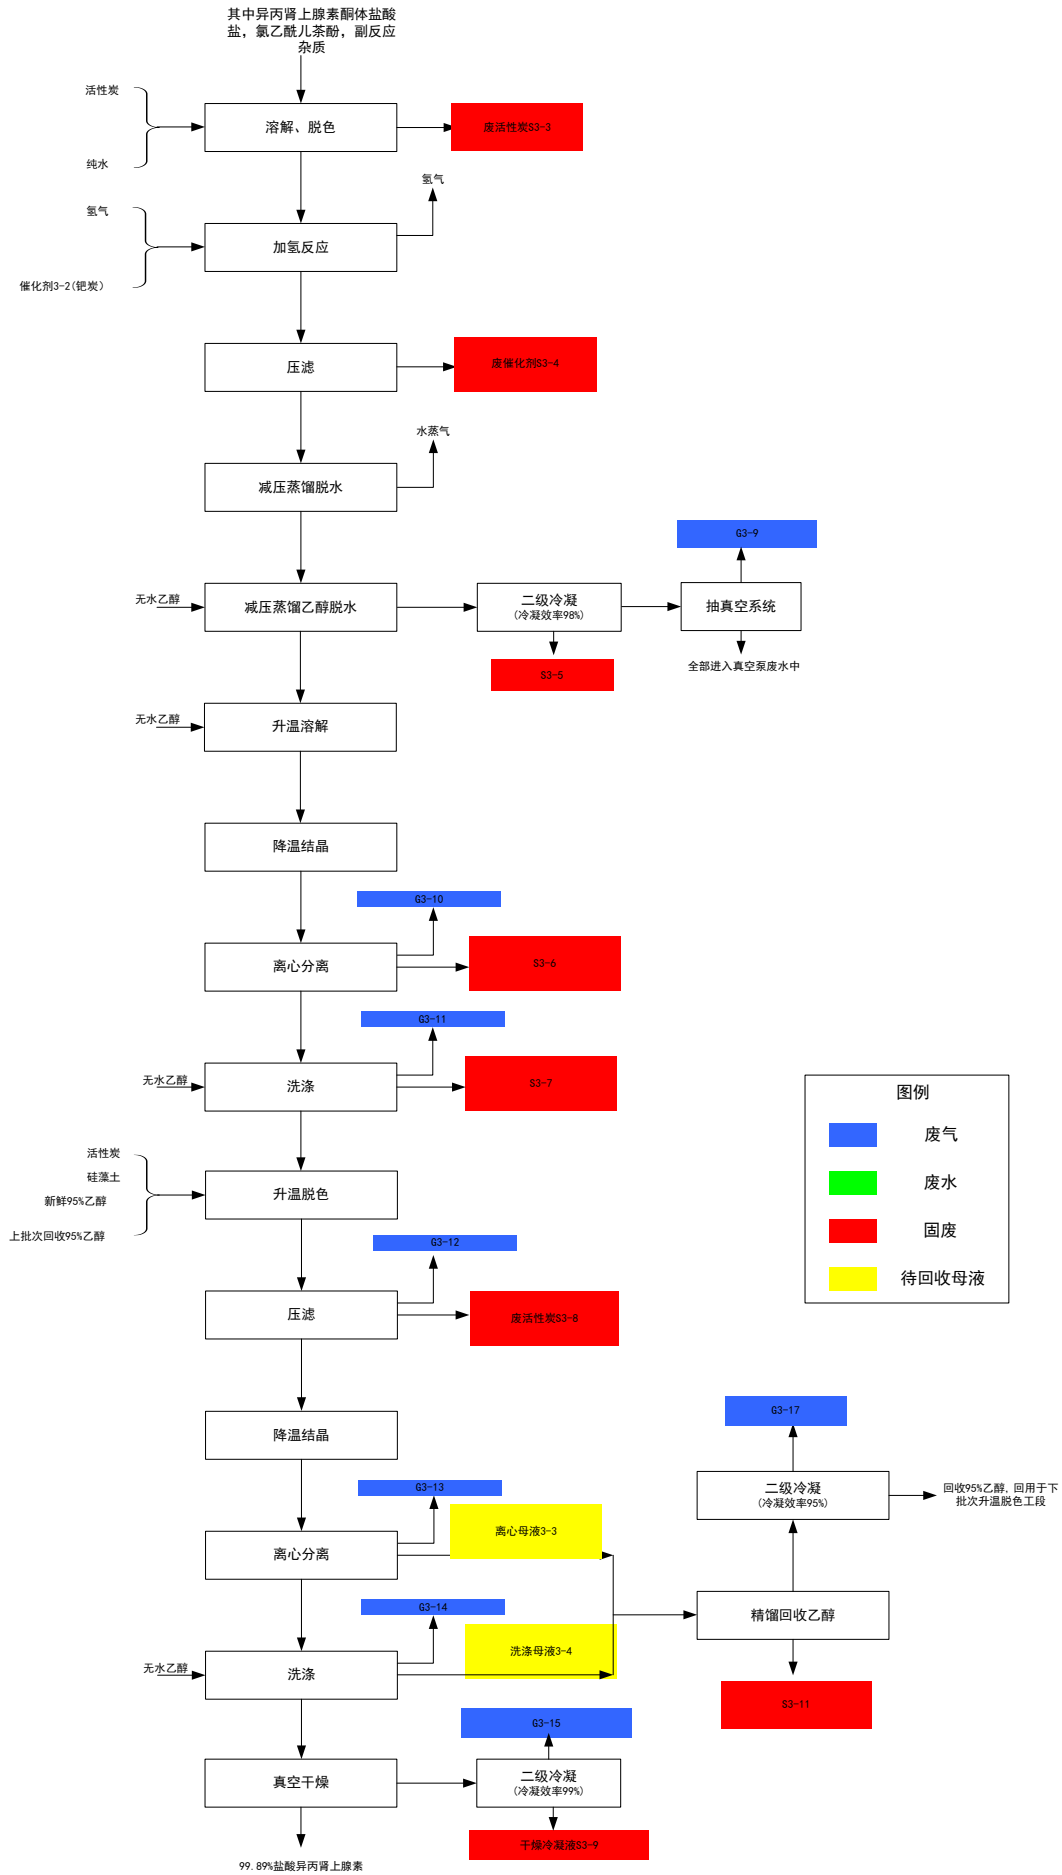 其中异丙肾上腺素酮体盐酸
盐，氯乙酰儿茶酚，副反应
杂质
活性炭
纯水
溶解、脱色
废活性炭S3-3
氢气
氢气
催化剂3-2(钯炭)
加氢反应
压滤
废催化剂S3-4
水蒸气
减压蒸馏脱水
G3-9
无水乙醇
减压蒸馏乙醇脱水
二级冷凝
(冷凝效率98%)
抽真空系统
S3-5
全部进入真空泵废水中
无水乙醇
升温溶解
降温结晶
G3-10
离心分离
S3-6
G3-11
无水乙醇
洗涤
S3-7
图例
废气
废水
固废
待回收母液
活性炭
硅藻土
新鲜95%乙醇
上批次回收95%乙醇
升温脱色
G3-12
压滤
废活性炭S3-8
降温结晶
G3-17
G3-13
二级冷凝
(冷凝效率95%)
回收95%乙醇，回用于下
批次升温脱色工段
离心分离
离心母液3-3
G3-14
精馏回收乙醇
无水乙醇
洗涤
洗涤母液3-4
S3-11
G3-15
真空干燥
二级冷凝
(冷凝效率99%)
干燥冷凝液S3-9
99.89%盐酸异丙肾上腺素